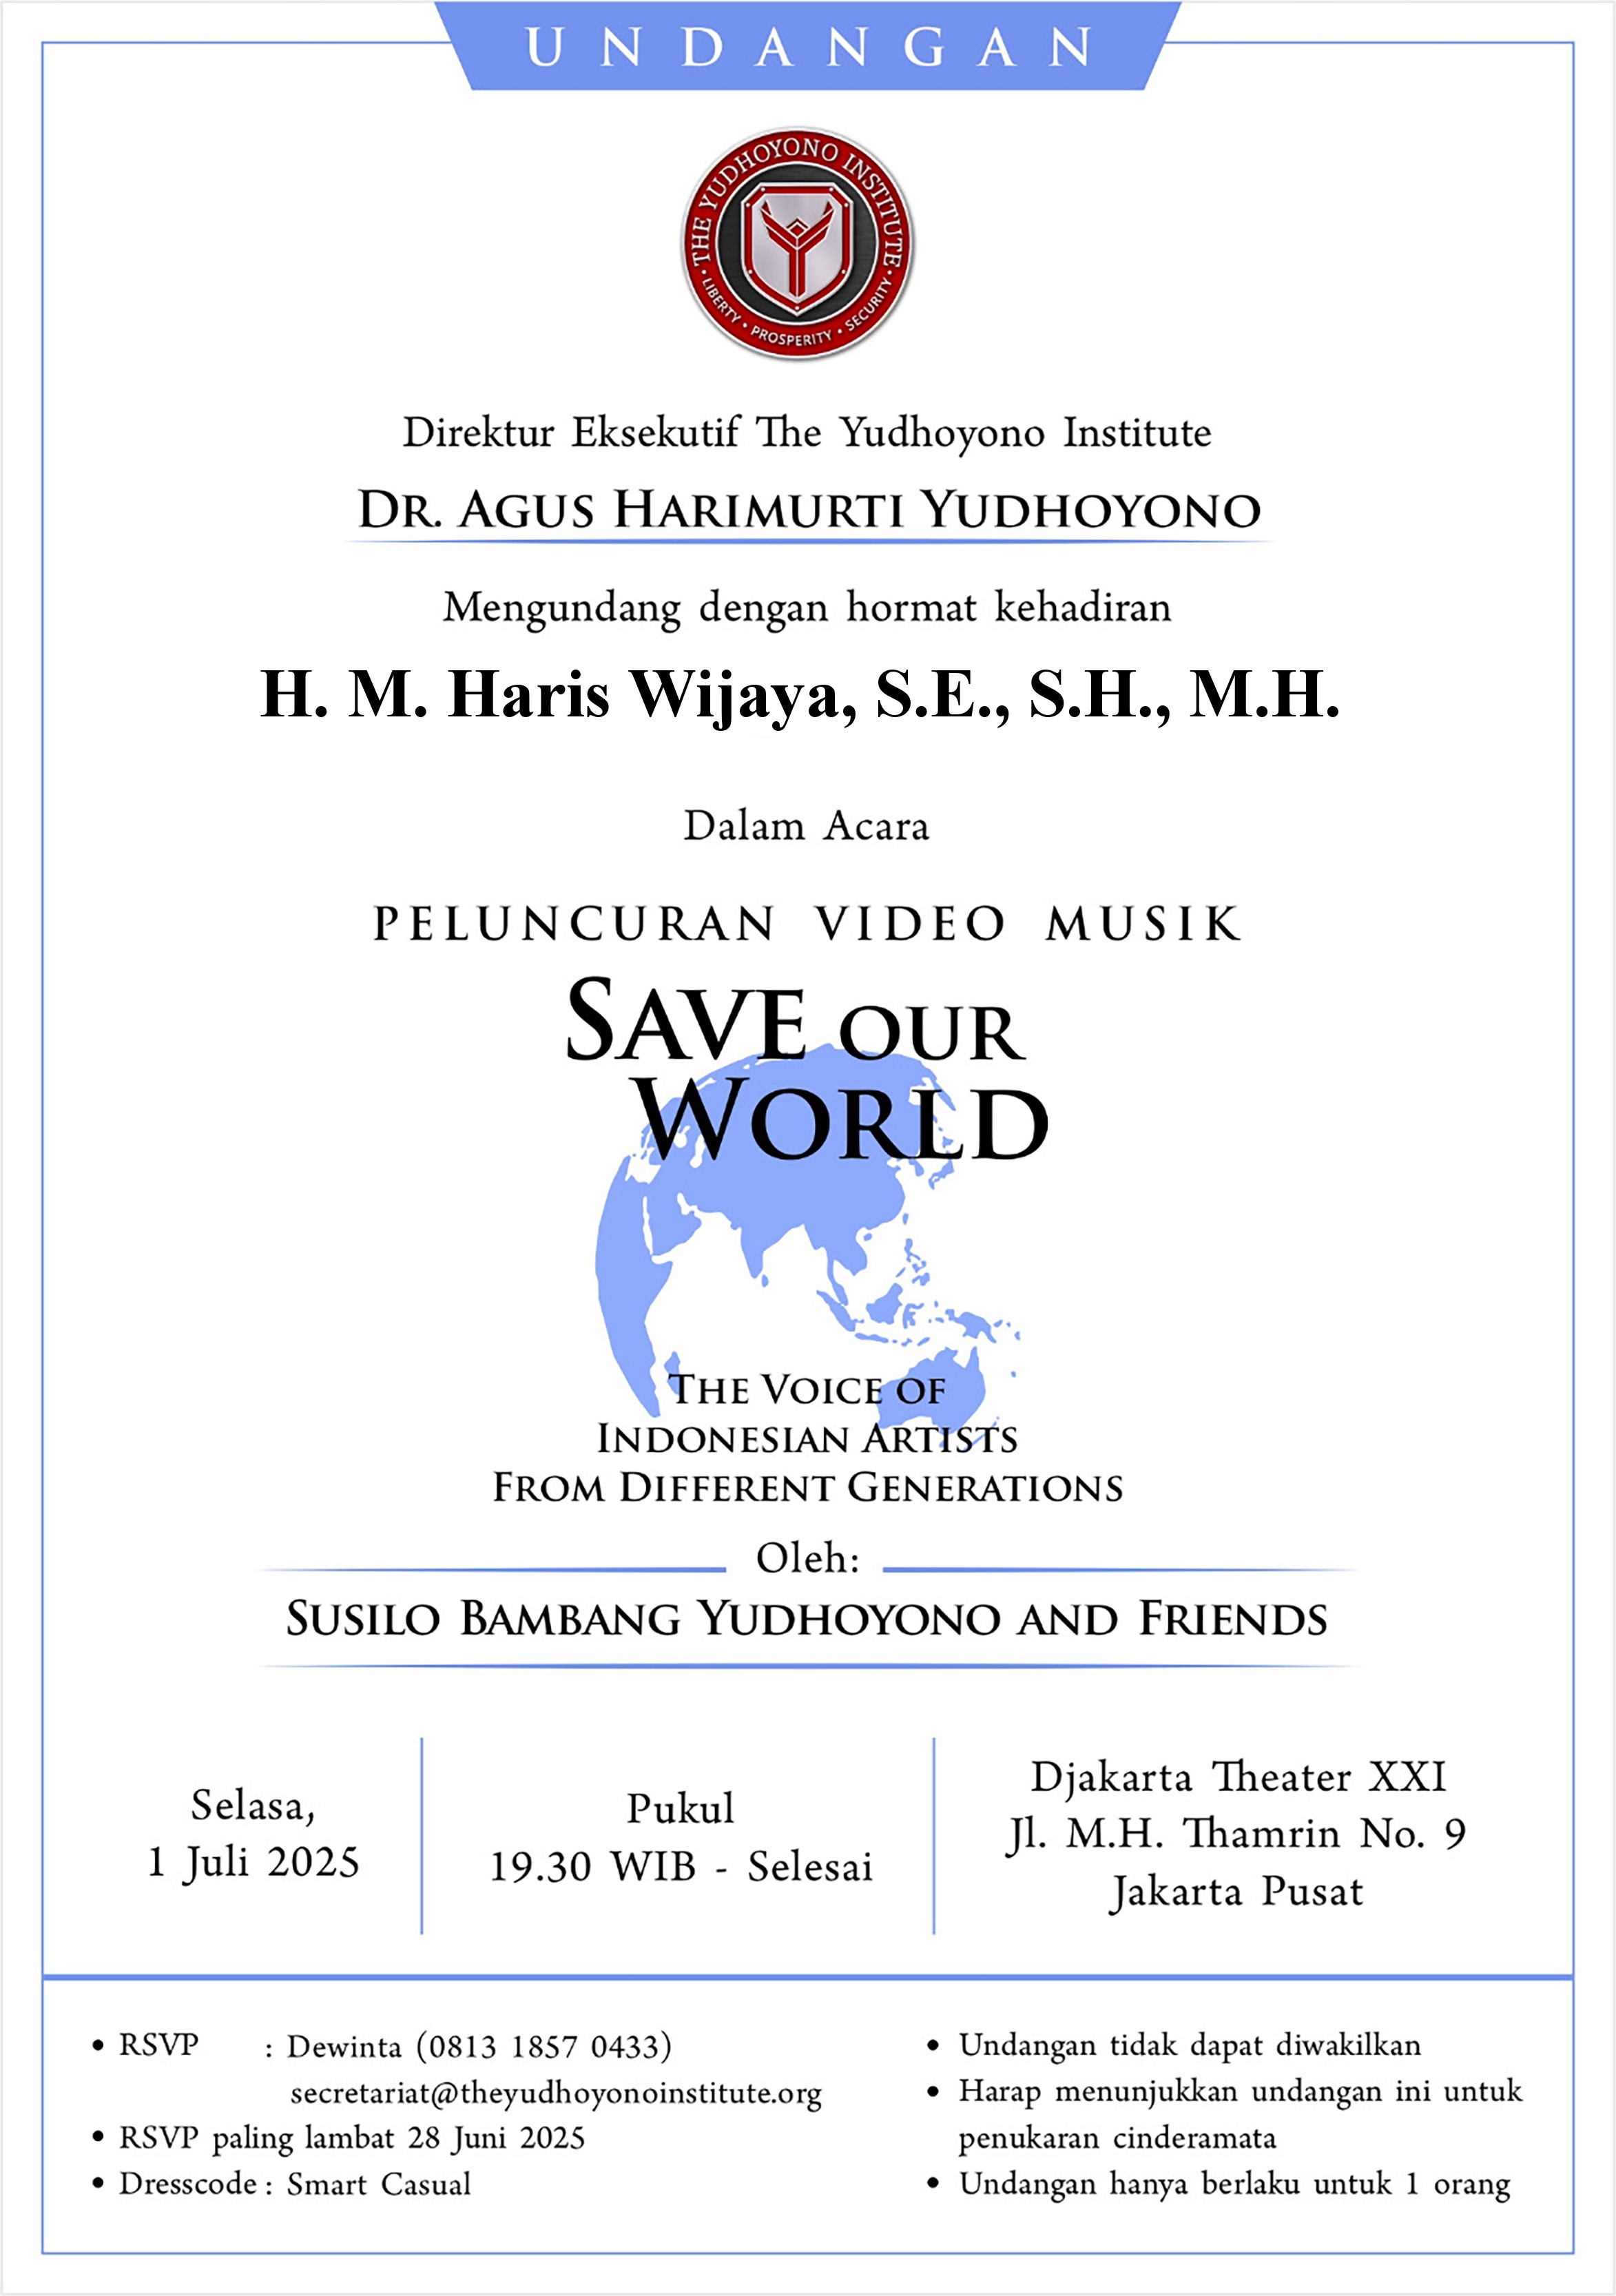 UNDANGAN
THE YUDHOYONO INSTITUTE
LIBERTY • PROSPERITY • SECURITY
Direktur Eksekutif The Yudhoyono Institute
DR. AGUS HARIMURTI YUDHOYONO
Mengundang dengan hormat kehadiran
H. M. Haris Wijaya, S.E., S.H., M.H.
Dalam Acara
PELUNCURAN VIDEO MUSIK
SAVE OUR
WORLD
THE VOICE OF
INDONESIAN ARTISTS
FROM DIFFERENT GENERATIONS
Oleh:
SUSILO BAMBANG YUDHOYONO AND FRIENDS
Selasa,
1 Juli 2025
Pukul
19.30 WIB - Selesai
Djakarta Theater XXI
Jl. M.H. Thamrin No. 9
Jakarta Pusat
• RSVP : Dewinta (0813 1857 0433)
secretariat@theyudhoyonoinstitute.org
• RSVP paling lambat 28 Juni 2025
• Dresscode : Smart Casual
• Undangan tidak dapat diwakilkan
• Harap menunjukkan undangan ini untuk
penukaran cinderamata
• Undangan hanya berlaku untuk 1 orang